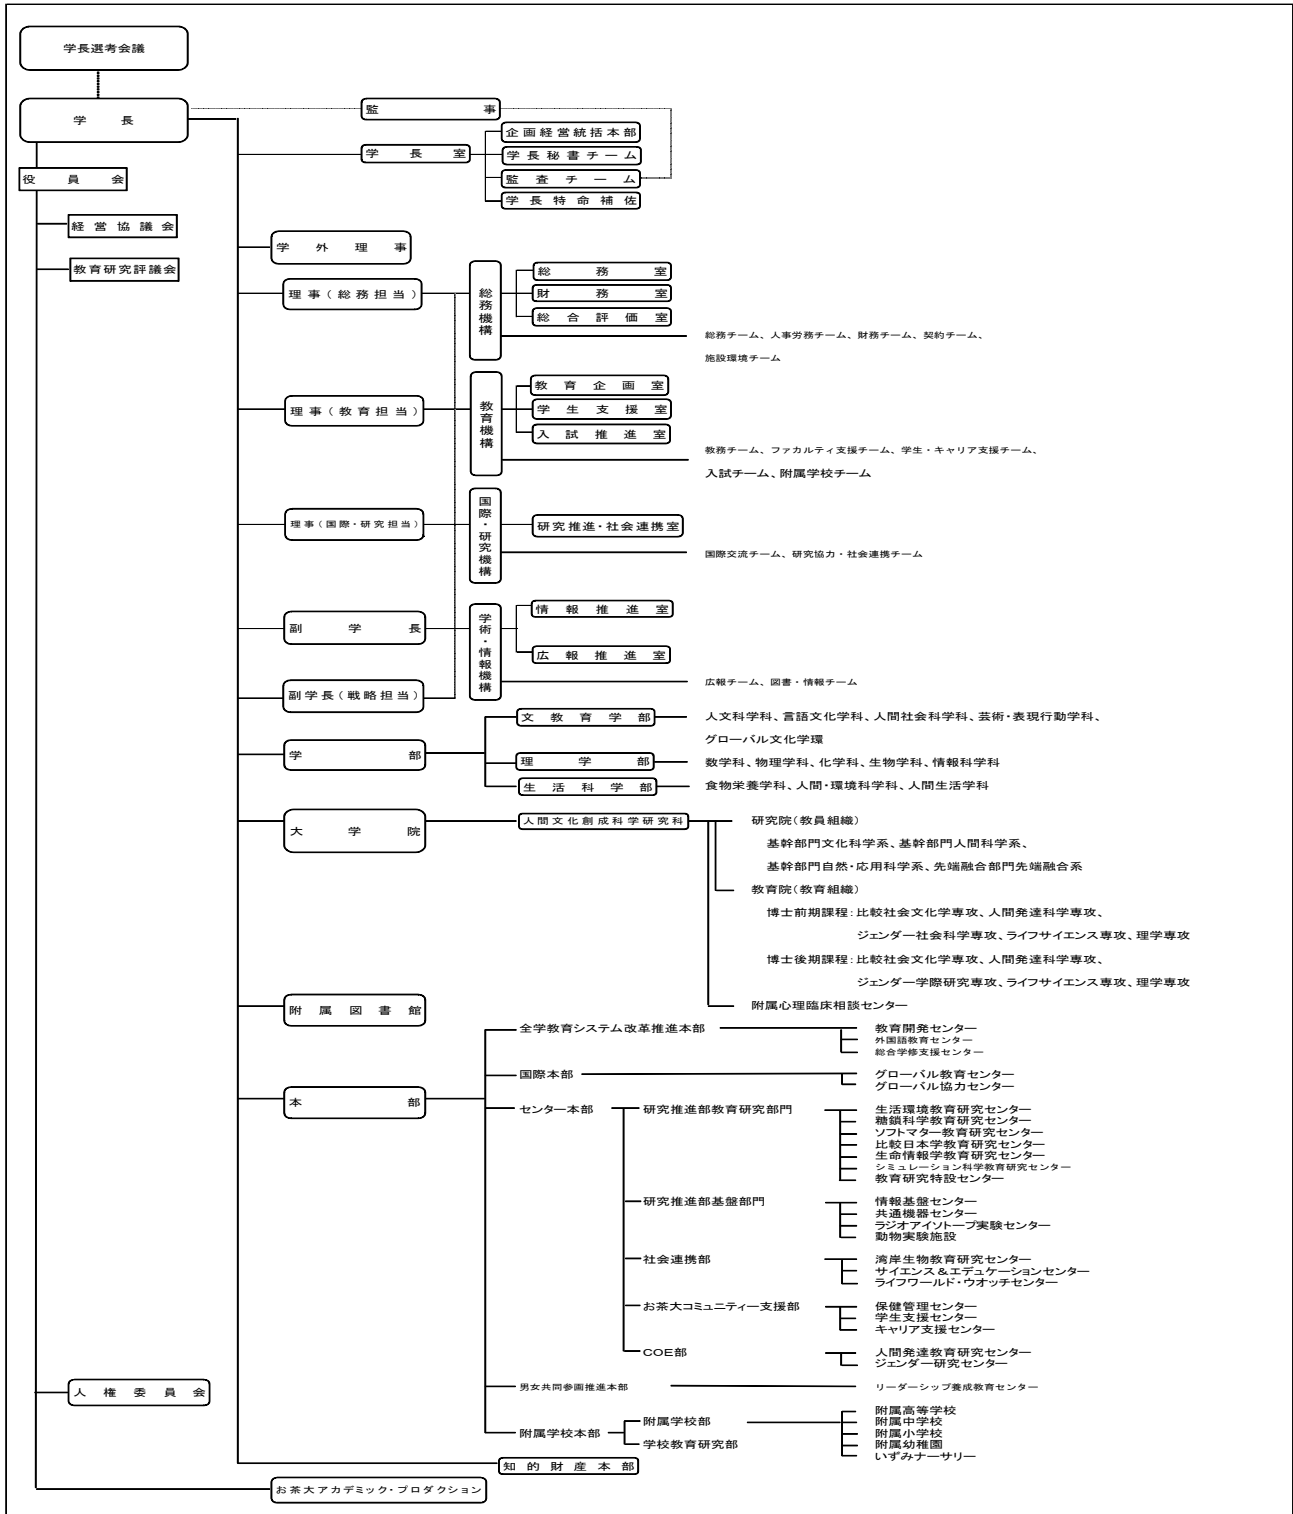 学長選考会議
学長
監事
企画経営統括本部
学長室
学長秘書チーム
役員会
監査チーム
学長特命補佐
経営協議会
学外理事
教育研究評議会
理事(総務担当)
総務機構
総務室
財務室
総合評価室
総務チーム、人事労務チーム、財務チーム、契約チーム、
施設環境チーム
理事(教育担当)
教育機構
教育企画室
学生支援室
入試推進室
教務チーム、ファカルティ支援チーム、学生・キャリア支援チーム、
入試チーム、附属学校チーム
理事(国際・研究担当)
国際・研究機構
研究推進・社会連携室
国際交流チーム、研究協力・社会連携チーム
副学長
学術・情報機構
情報推進室
広報推進室
広報チーム、図書・情報チーム
副学長(戦略担当)
学部
文教育学部
人文科学科、言語文化学科、人間社会科学科、芸術・表現行動学科、
グローバル文化学環
理学部
数学科、物理学科、化学科、生物学科、情報科学科
生活科学部
食物栄養学科、人間・環境科学科、人間生活学科
大学院
人間文化創成科学研究科
研究院(教員組織)
基幹部門文化科学系、基幹部門人間科学系、
基幹部門自然・応用科学系、先端融合部門先端融合系
教育院(教育組織)
博士前期課程:比較社会文化学専攻、人間発達科学専攻、
ジェンダー社会科学専攻、ライフサイエンス専攻、理学専攻
博士後期課程:比較社会文化学専攻、人間発達科学専攻、
ジェンダー学際研究専攻、ライフサイエンス専攻、理学専攻
附属心理臨床相談センター
附属図書館
本部
全学教育システム改革推進本部
教育開発センター
外国語教育センター
総合学修支援センター
国際本部
グローバル教育センター
グローバル協力センター
センター本部
研究推進部教育研究部門
生活環境教育研究センター
糖鎖科学教育研究センター
ソフトマター教育研究センター
比較日本学教育研究センター
生命情報学教育研究センター
シミュレーション科学教育研究センター
教育研究特設センター
研究推進部基盤部門
情報基盤センター
共通機器センター
ラジオアイソトープ実験センター
動物実験施設
社会連携部
湾岸生物教育研究センター
サイエンス&エデュケーションセンター
ライフワールド・ウオッチセンター
お茶大コミュニティー支援部
保健管理センター
学生支援センター
キャリア支援センター
COE部
人間発達教育研究センター
ジェンダー研究センター
男女共同参画推進本部
リーダーシップ養成教育センター
人権委員会
附属学校本部
附属学校部
附属高等学校
附属中学校
附属小学校
附属幼稚園
いずみナーサリー
学校教育研究部
知的財産本部
お茶大アカデミック・プロダクション